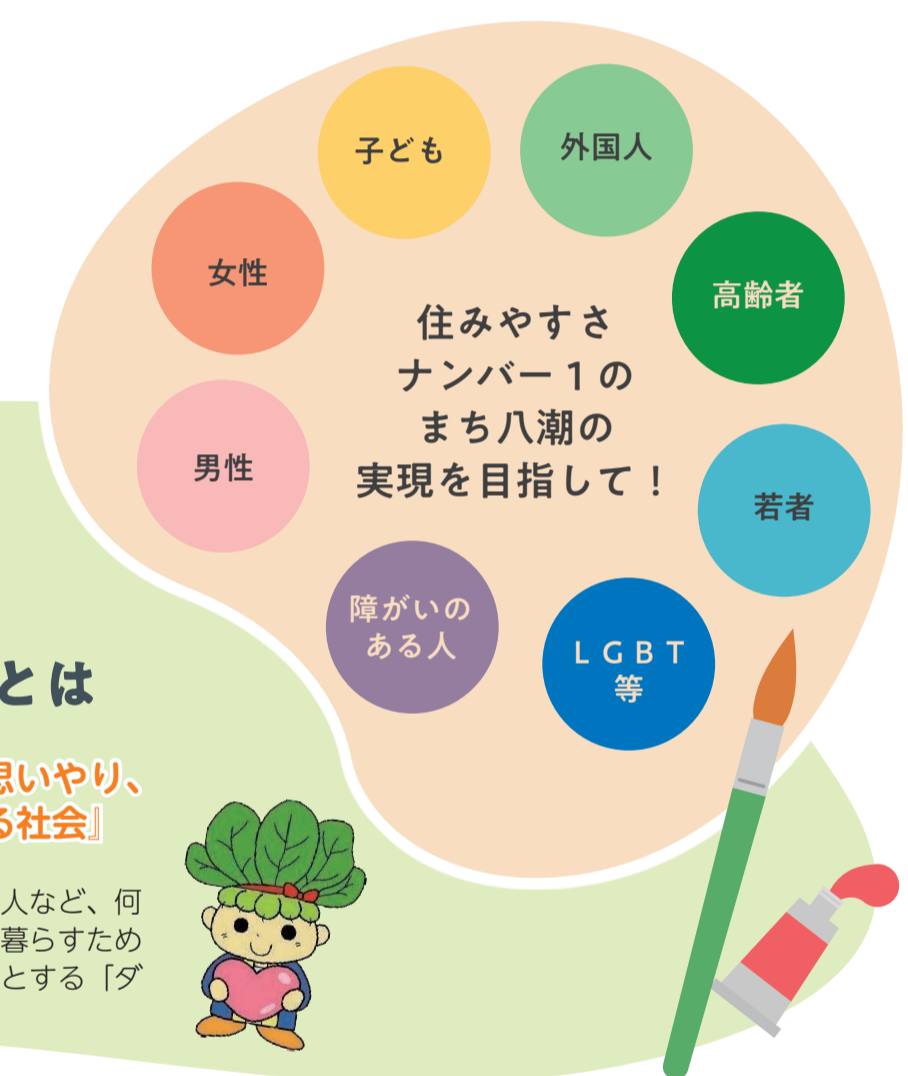 子ども
外国人
女性
高齢者
住みやすさ
ナンバー1の
まち八潮の
実現を目指して！
男性
若者
障がいの
ある人
ＬＧＢＴ
等
とは
思いやり、
る社会』
人など、何
暮らすため
とする「ダ